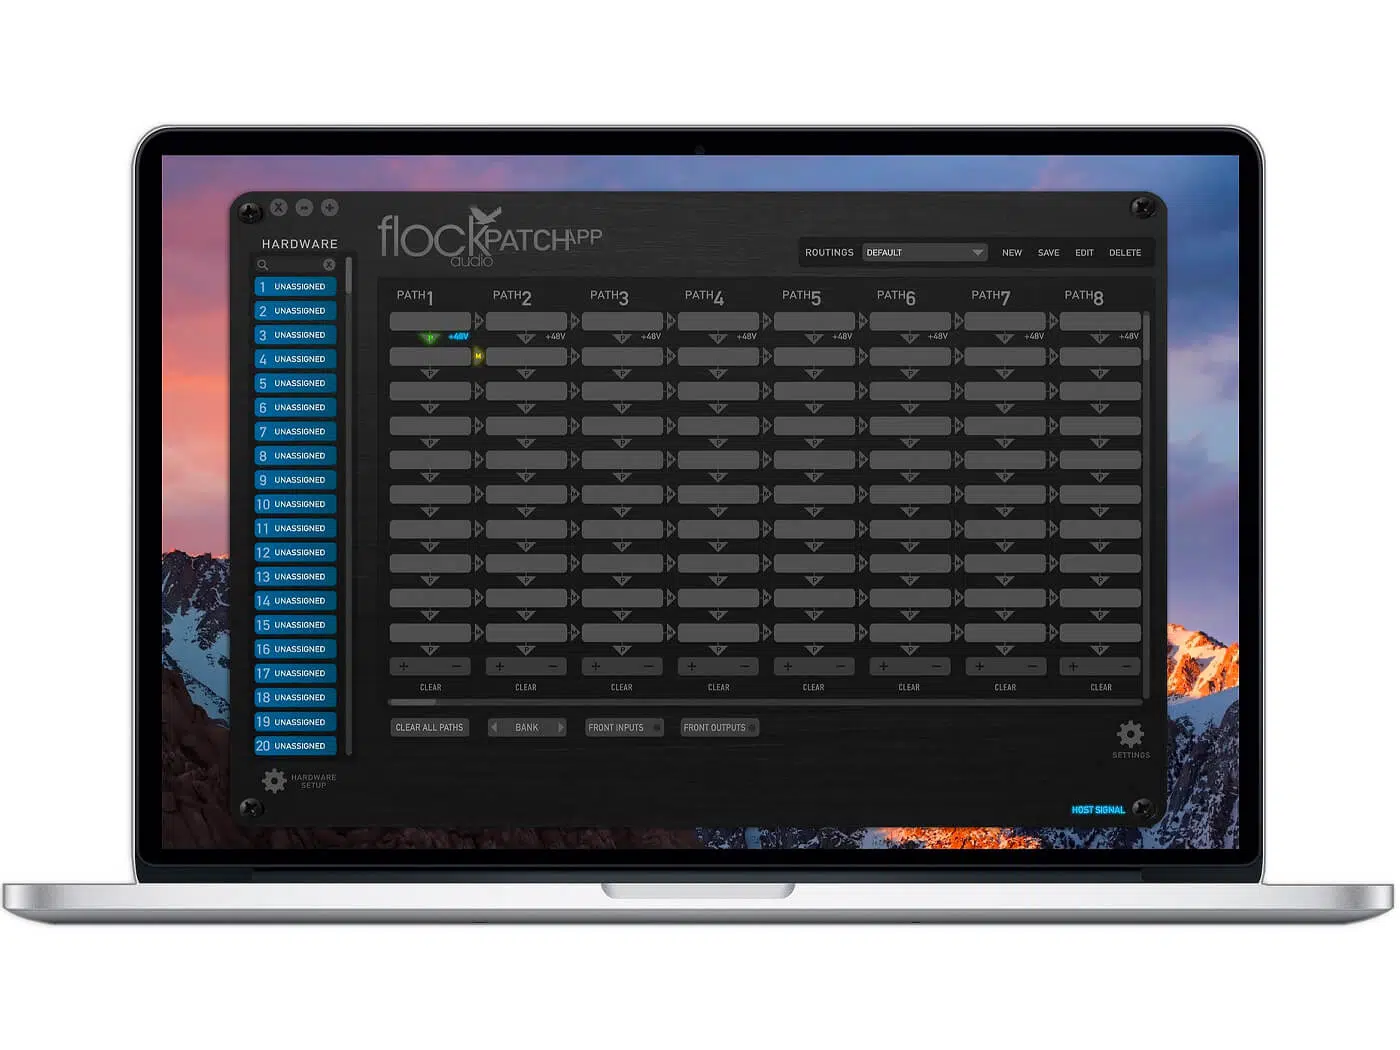 X - +
HARDWARE
flock PATCH APP
audio
ROUTINGS DEFAULT NEW SAVE EDIT DELETE
X
1 UNASSIGNED
2 UNASSIGNED
3 UNASSIGNED
4 UNASSIGNED
5 UNASSIGNED
6 UNASSIGNED
7 UNASSIGNED
8 UNASSIGNED
9 UNASSIGNED
10 UNASSIGNED
11 UNASSIGNED
12 UNASSIGNED
13 UNASSIGNED
14 UNASSIGNED
15 UNASSIGNED
16 UNASSIGNED
17 UNASSIGNED
18 UNASSIGNED
19 UNASSIGNED
20 UNASSIGNED
HARDWARE
SETUP
PATH1 PATH2 PATH3 PATH4 PATH5 PATH6 PATH7 PATH8
P +48V P +48V P +48V P +48V P +48V P +48V P +48V P +48V
M
P P P P P P P P
P P P P P P P P
P P P P P P P P
P P P P P P P P
P P P P P P P P
P P P P P P P P
P P P P P P P P
P P P P P P P P
P P P P P P P P
+ - + - + - + - + - + - + - + -
CLEAR CLEAR CLEAR CLEAR CLEAR CLEAR CLEAR CLEAR
CLEAR ALL PATHS BANK FRONT INPUTS FRONT OUTPUTS
SETTINGS
HOST SIGNAL